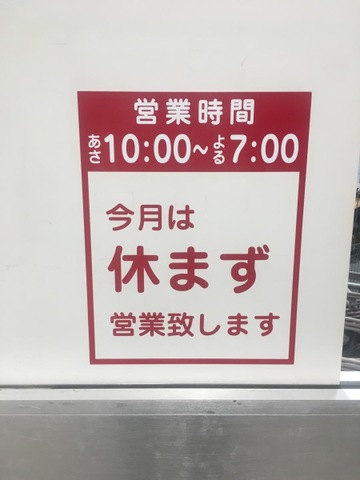 営業時間
あさ10:00~よる7:00
今月は
休まず
営業致します